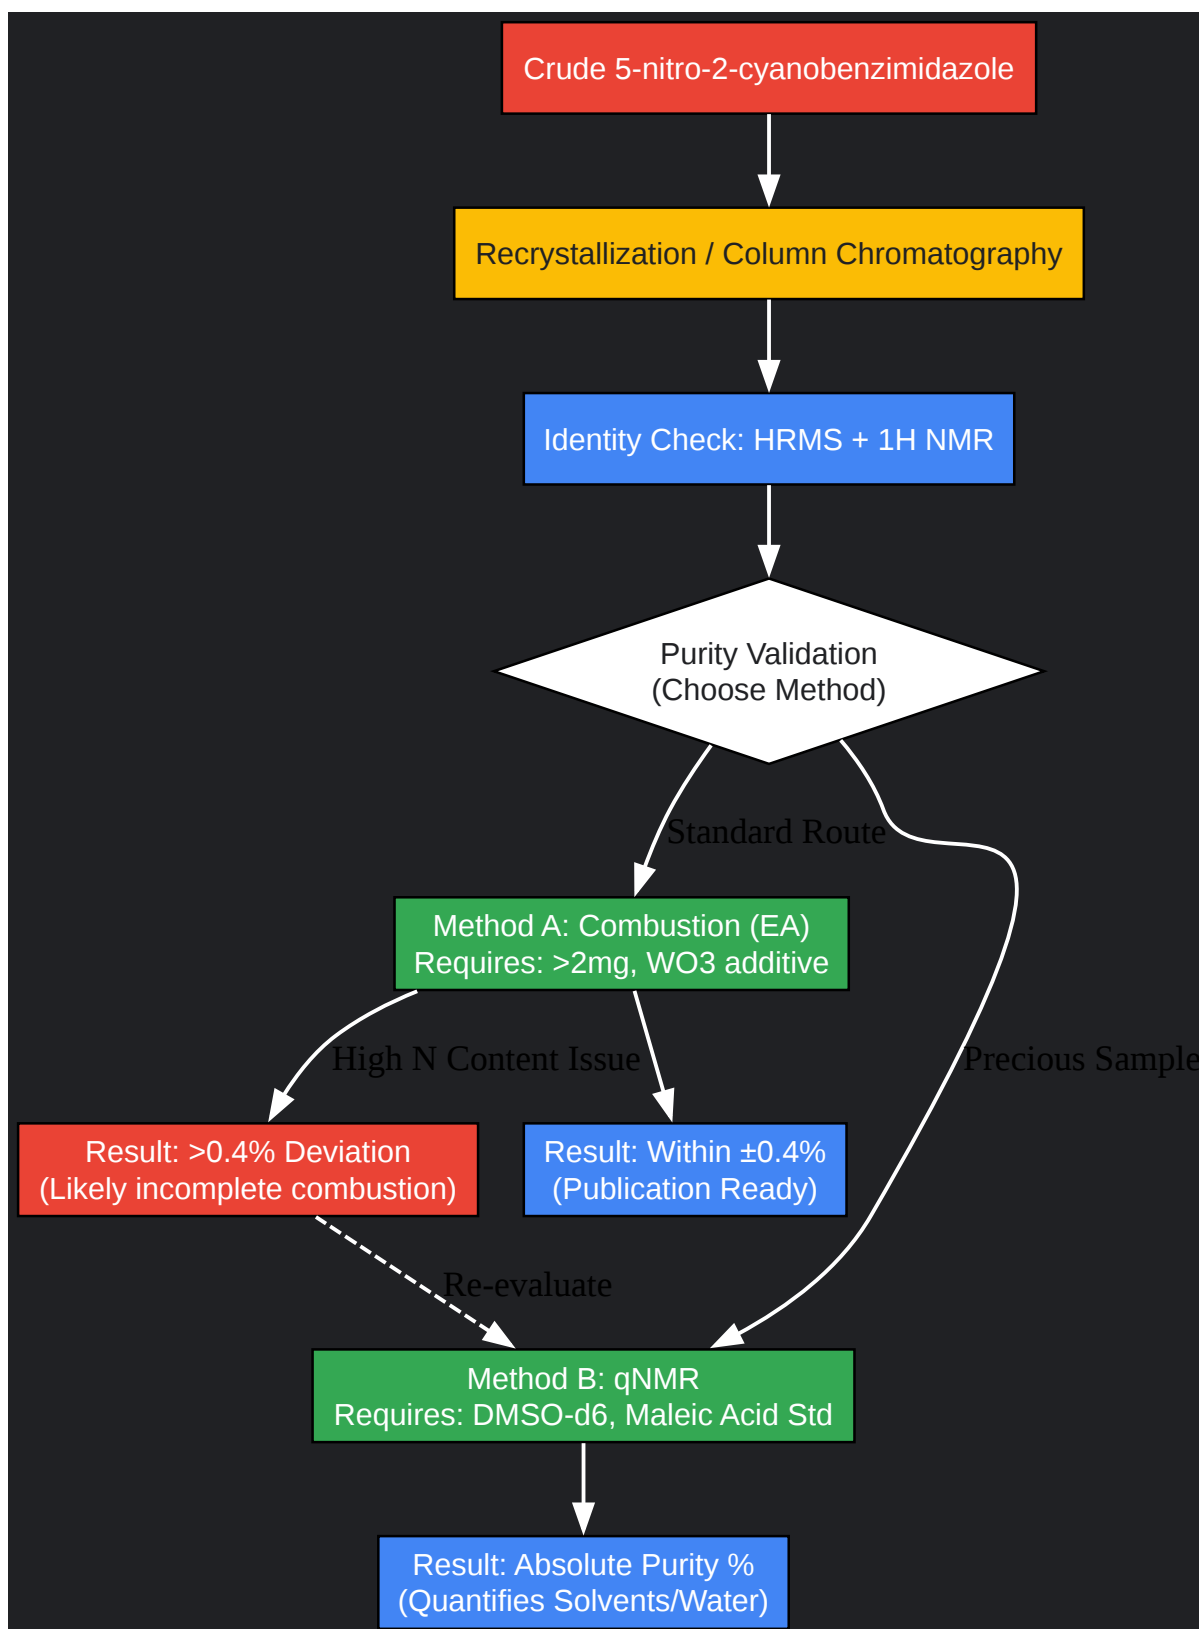 Crude 5-nitro-2-cyanobenzimidazole
Recrystallization / Column Chromatography
Identity Check: HRMS + 1H NMR
Purity Validation
(Choose Method)
Standard Route
Method A: Combustion (EA)
Requires: >2mg, WO3 additive
High N Content Issue
Precious Sample
Result: >0.4% Deviation
(Likely incomplete combustion)
Result: Within ±0.4%
(Publication Ready)
Re-evaluate
Method B: qNMR
Requires: DMSO-d6, Maleic Acid Std
Result: Absolute Purity %
(Quantifies Solvents/Water)